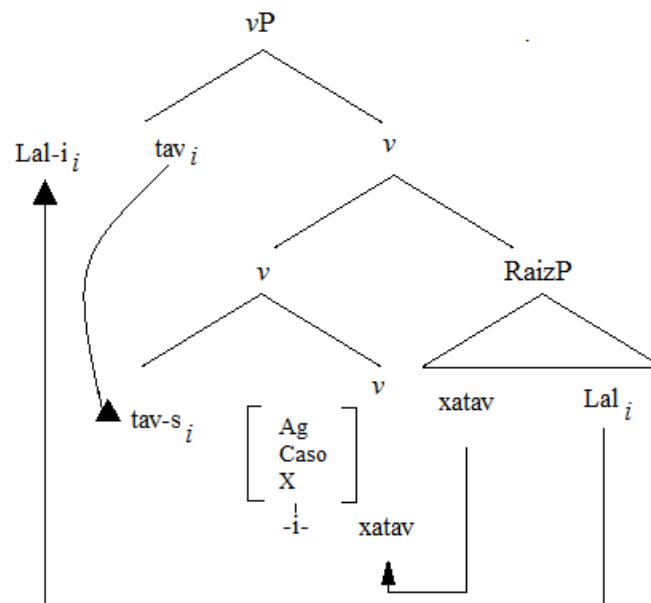 vP
Lal-i i tav i v
v RaizP
v
tav-s i xatav Lal i
Ag
Caso
X
-i- xatav